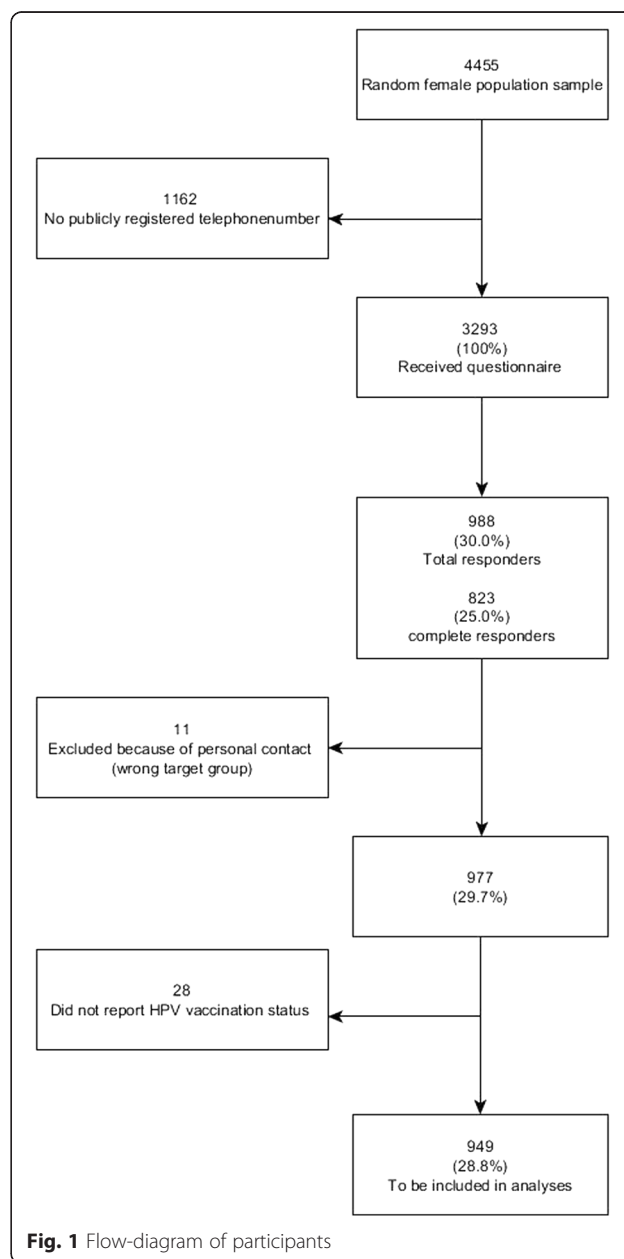 4455
Random female population sample
1162
No publicly registered telephonenumber
3293
(100%)
Received questionnaire
988
(30.0%)
Total responders
823
(25.0%)
complete responders
11
Excluded because of personal contact
(wrong target group)
977
(29.7%)
28
Did not report HPV vaccination status
949
(28.8%)
To be included in analyses
Fig. 1 Flow-diagram of participants